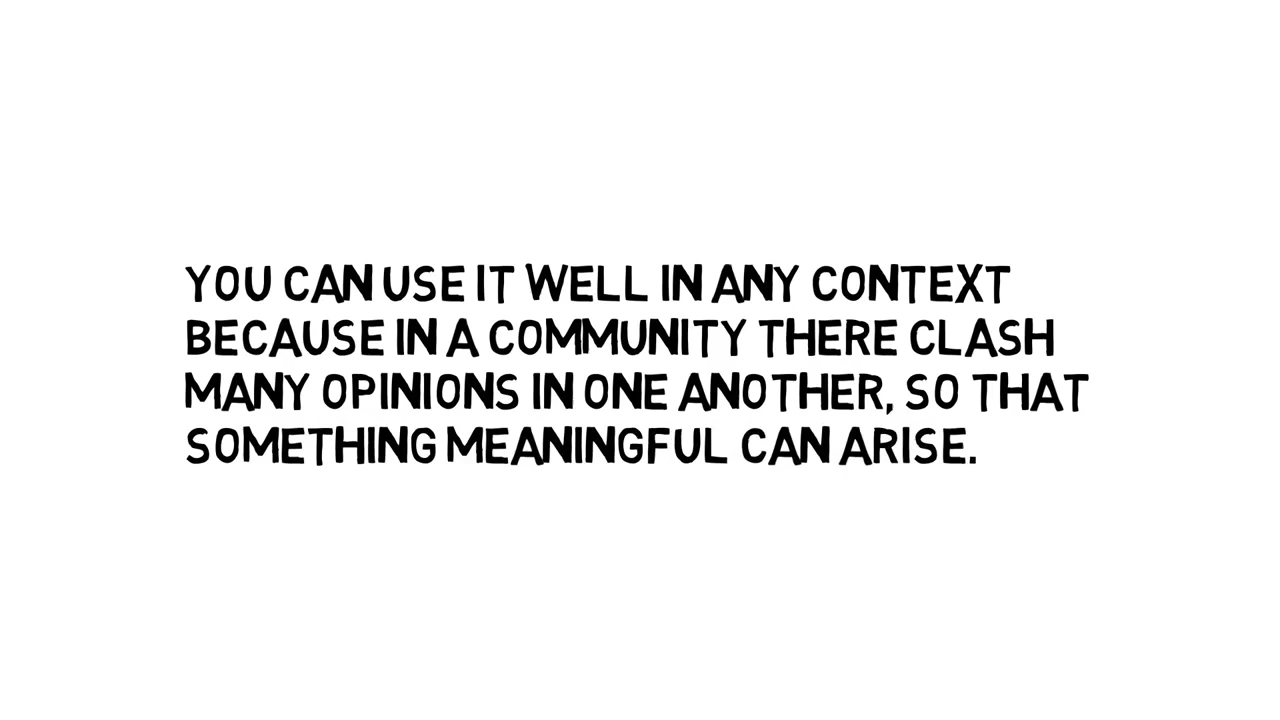 YOU CAN USE IT WELL IN ANY CONTEXT
BECAUSE IN A COMMUNITY THERE CLASH
MANY OPINIONS IN ONE ANOTHER, SO THAT
SOMETHING MEANINGFUL CAN ARISE.